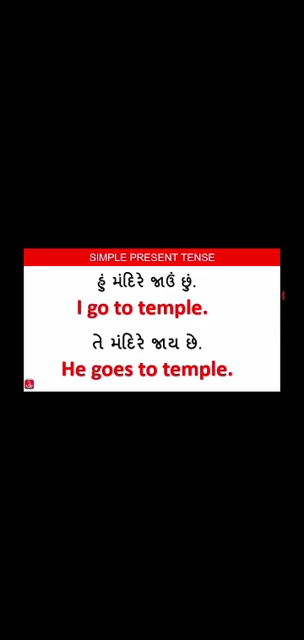 SIMPLE PRESENT TENSE
હું મંદિરે જાઉં છું.
I go to temple.
તે મંદિરે જાય છે.
He goes to temple.